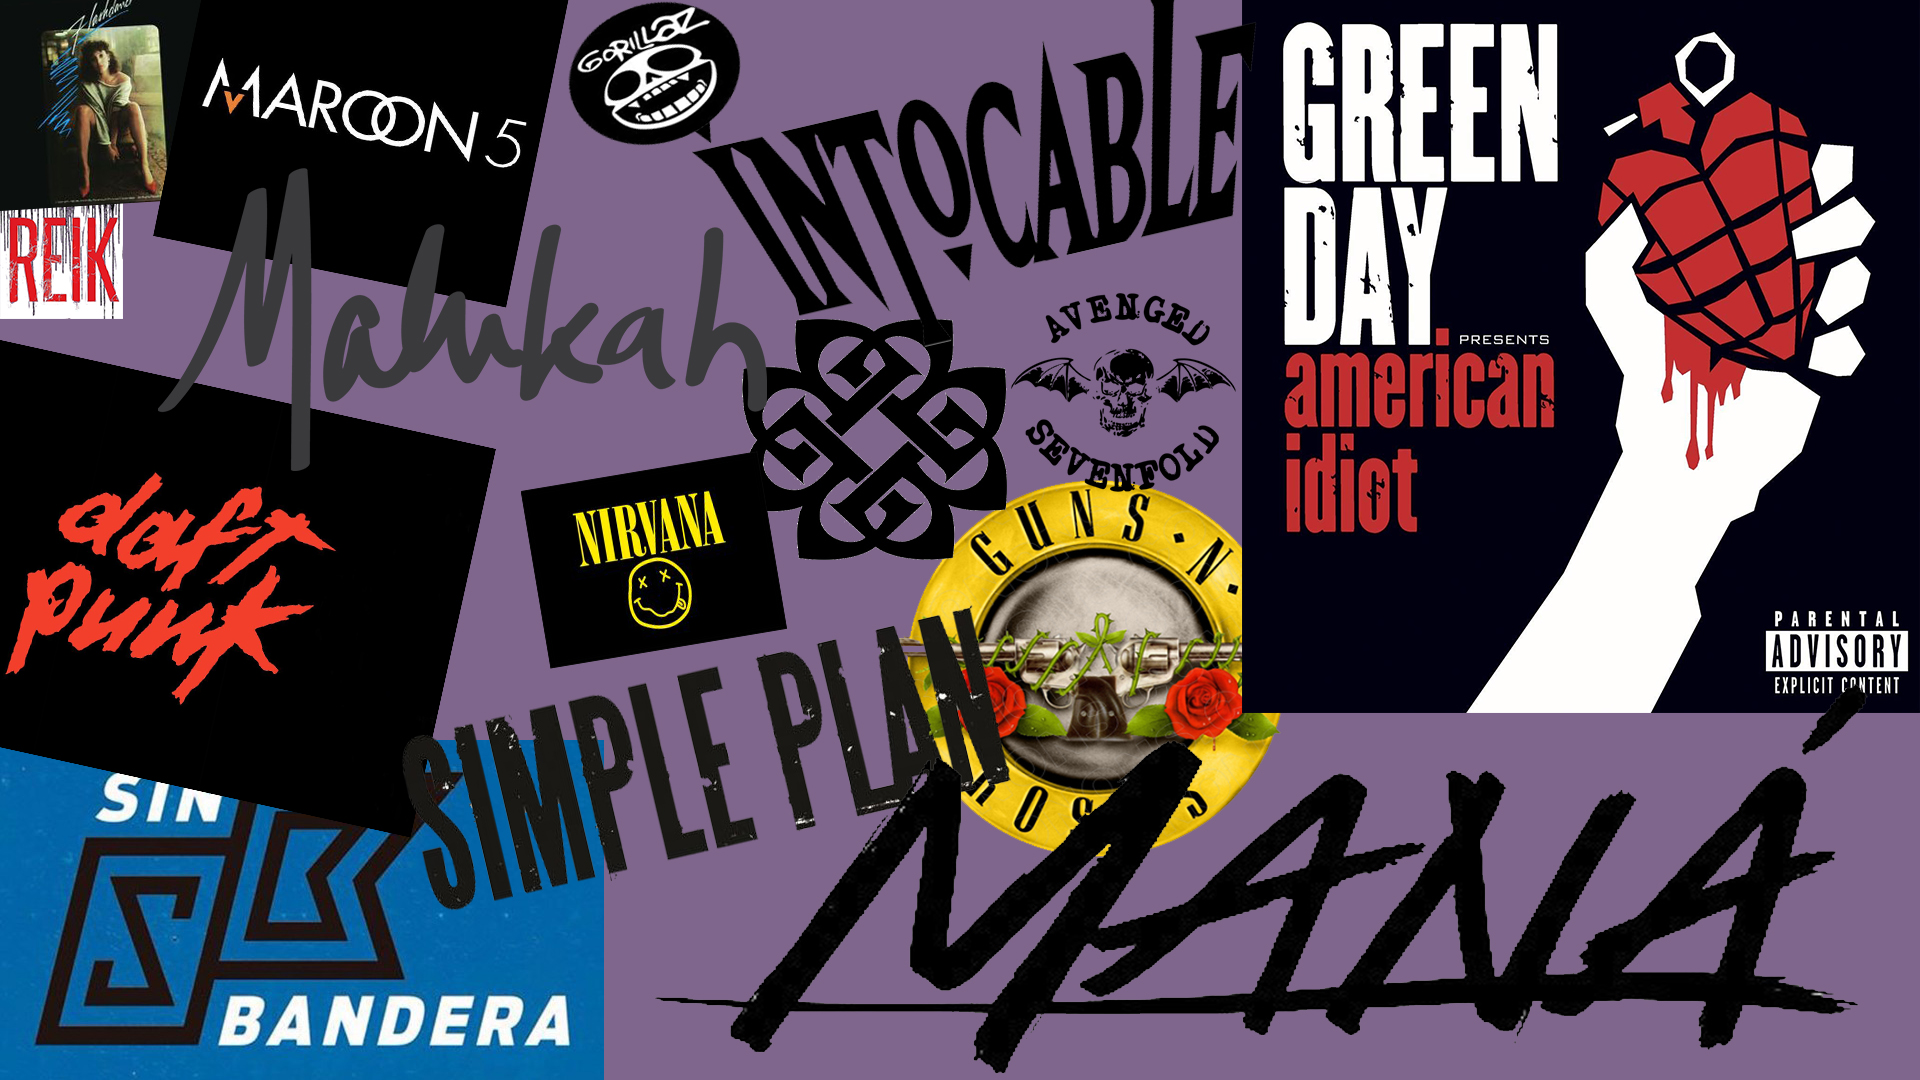 Flashdance
MAROON 5
GORILLAZ
INTOCABLE
GREEN
DAY
PRESENTS
american
idiot
REIK
Malukah
AVENGED
SEVENFOLD
daft
punk
NIRVANA
GUNS • N •
ROSES
SIMPLE PLAN
PARENTAL
ADVISORY
EXPLICIT CONTENT
SIN
BANDERA
MANÁ